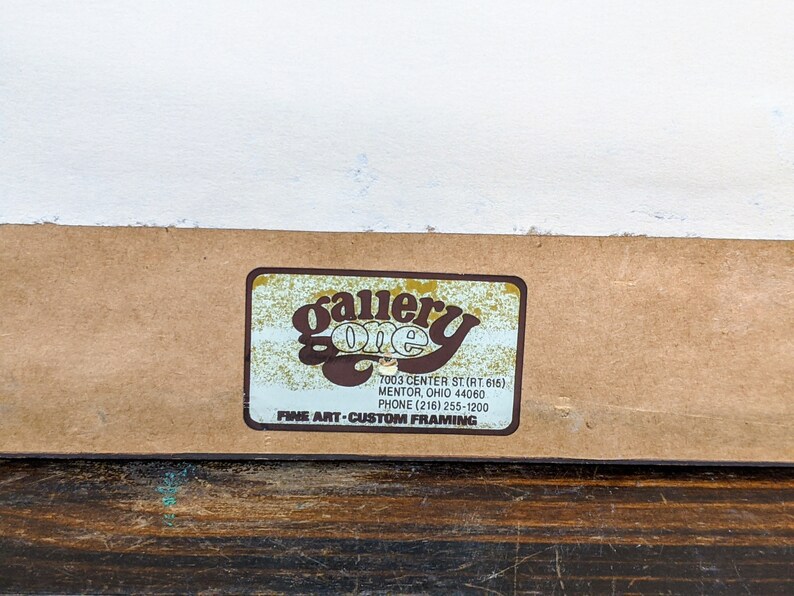 gallery
one
7003 CENTER ST.(RT. 615)
MENTOR, OHIO 44060
PHONE (216) 255-1200
FINE ART-CUSTOM FRAMING